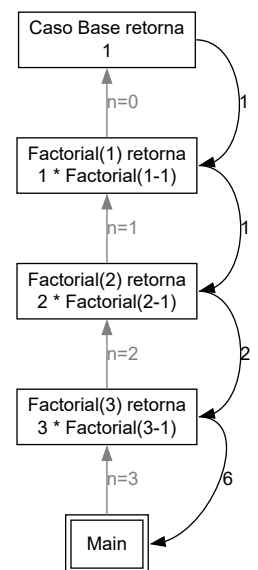 Caso Base retorna
1
n=0
1
Factorial(1) retorna
1 * Factorial(1-1)
n=1
1
Factorial(2) retorna
2 * Factorial(2-1)
n=2
2
Factorial(3) retorna
3 * Factorial(3-1)
n=3
6
Main